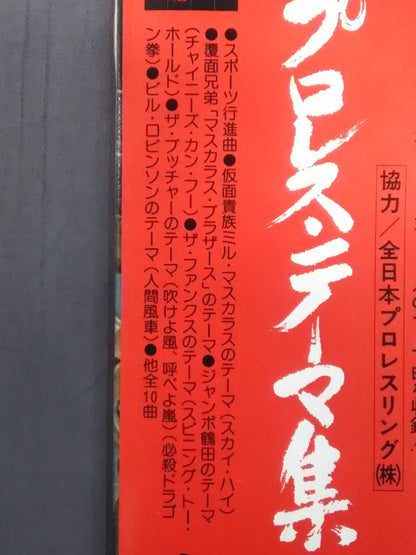 プロレス・テーマ集
協力/全日本プロレスリング㈱
●スポーツ行進曲●仮面貴族ミル・マスカラスのテーマ(スカイ・ハイ)
●覆面兄弟「マスカラス・ブラザース」のテーマ●ジャンボ鶴田のテーマ
(チャイニーズ・カン・フー)●ザ・ファンクスのテーマ(スピニング・トー・
ホールド)●ザ・ブッチャーのテーマ(吹けよ風、呼べよ嵐)(必殺、ドラゴ
ン拳)●ビル・ロビンソンのテーマ(人間風車)●他全10曲